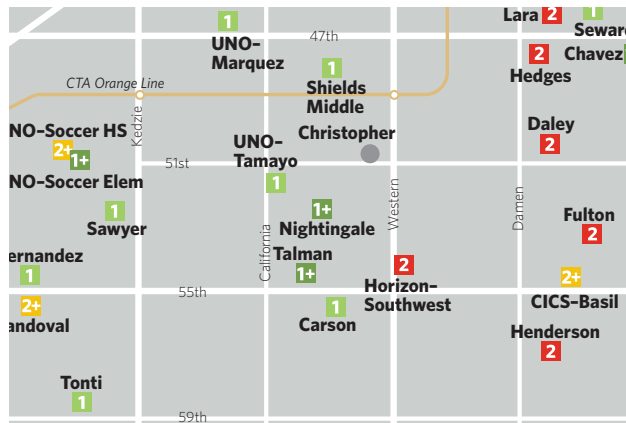 Lara 2
1
Seward
1
UNO–
Marquez
47th
2
Chavez
Hedges
1
Shields
Middle
CTA Orange Line
Kedzie
NO–Soccer HS
2+
1+
NO–Soccer Elem
UNO–
Tamayo
1
Christopher
Daley
2
51st
Western
Damen
California
1
Sawyer
1+
Nightingale
Fulton
2
ernandez
1
Talman
1+
2
Horizon–
Southwest
2+
CICS–Basil
55th
2+
andoval
1
Carson
Henderson
2
Tonti
1
59th